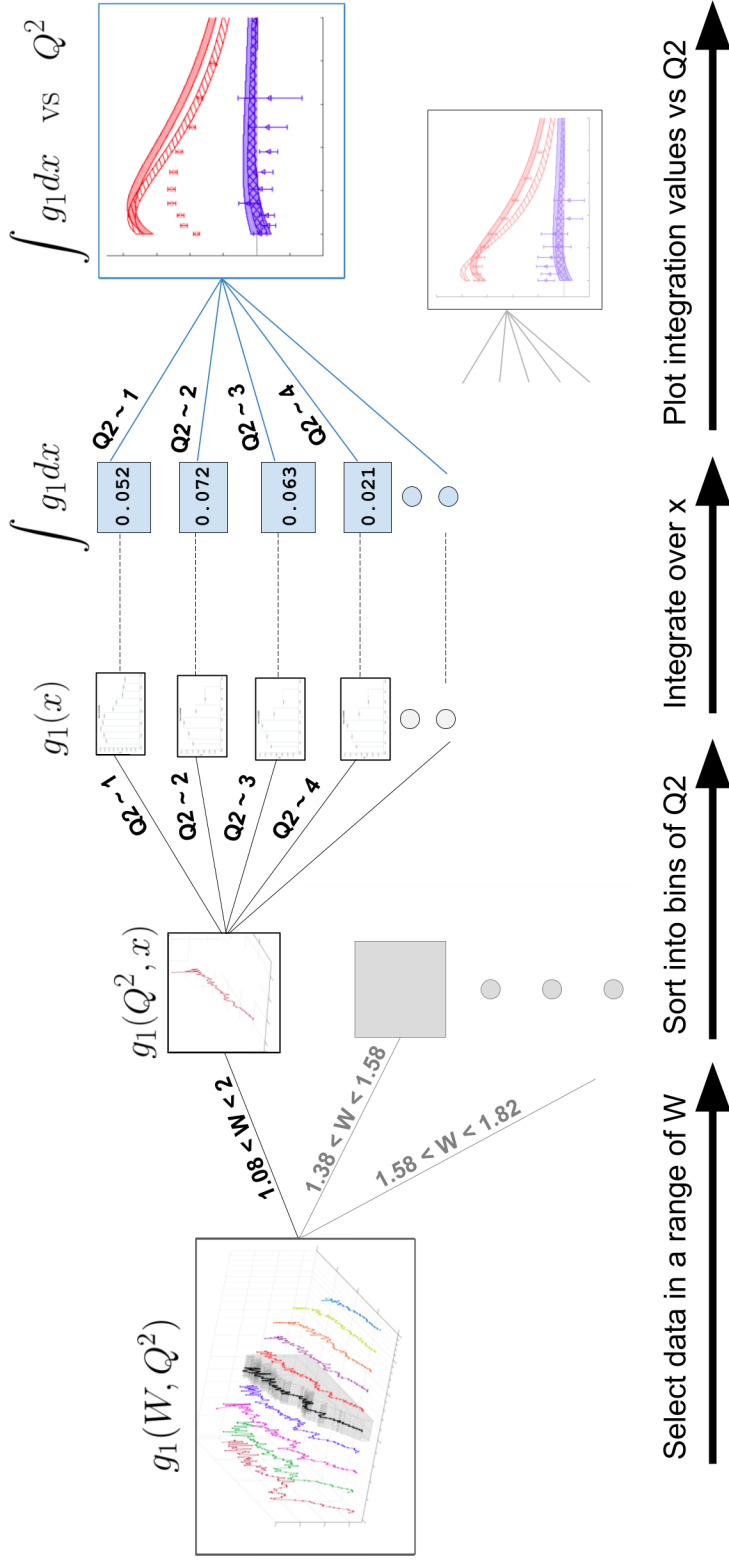 ∫ g₁dx vs Q²
∫ g₁dx
g₁(x)
g₁(Q², x)
g₁(W, Q²)
1.08 < W < 2
1.38 < W < 1.58
1.58 < W < 1.82
Q2 ~ 1
Q2 ~ 2
Q2 ~ 3
Q2 ~ 4
0.052
0.072
0.063
0.021
Q2 ~ 1
Q2 ~ 2
Q2 ~ 3
Q2 ~ 4
Select data in a range of W
Sort into bins of Q2
Integrate over x
Plot integration values vs Q2